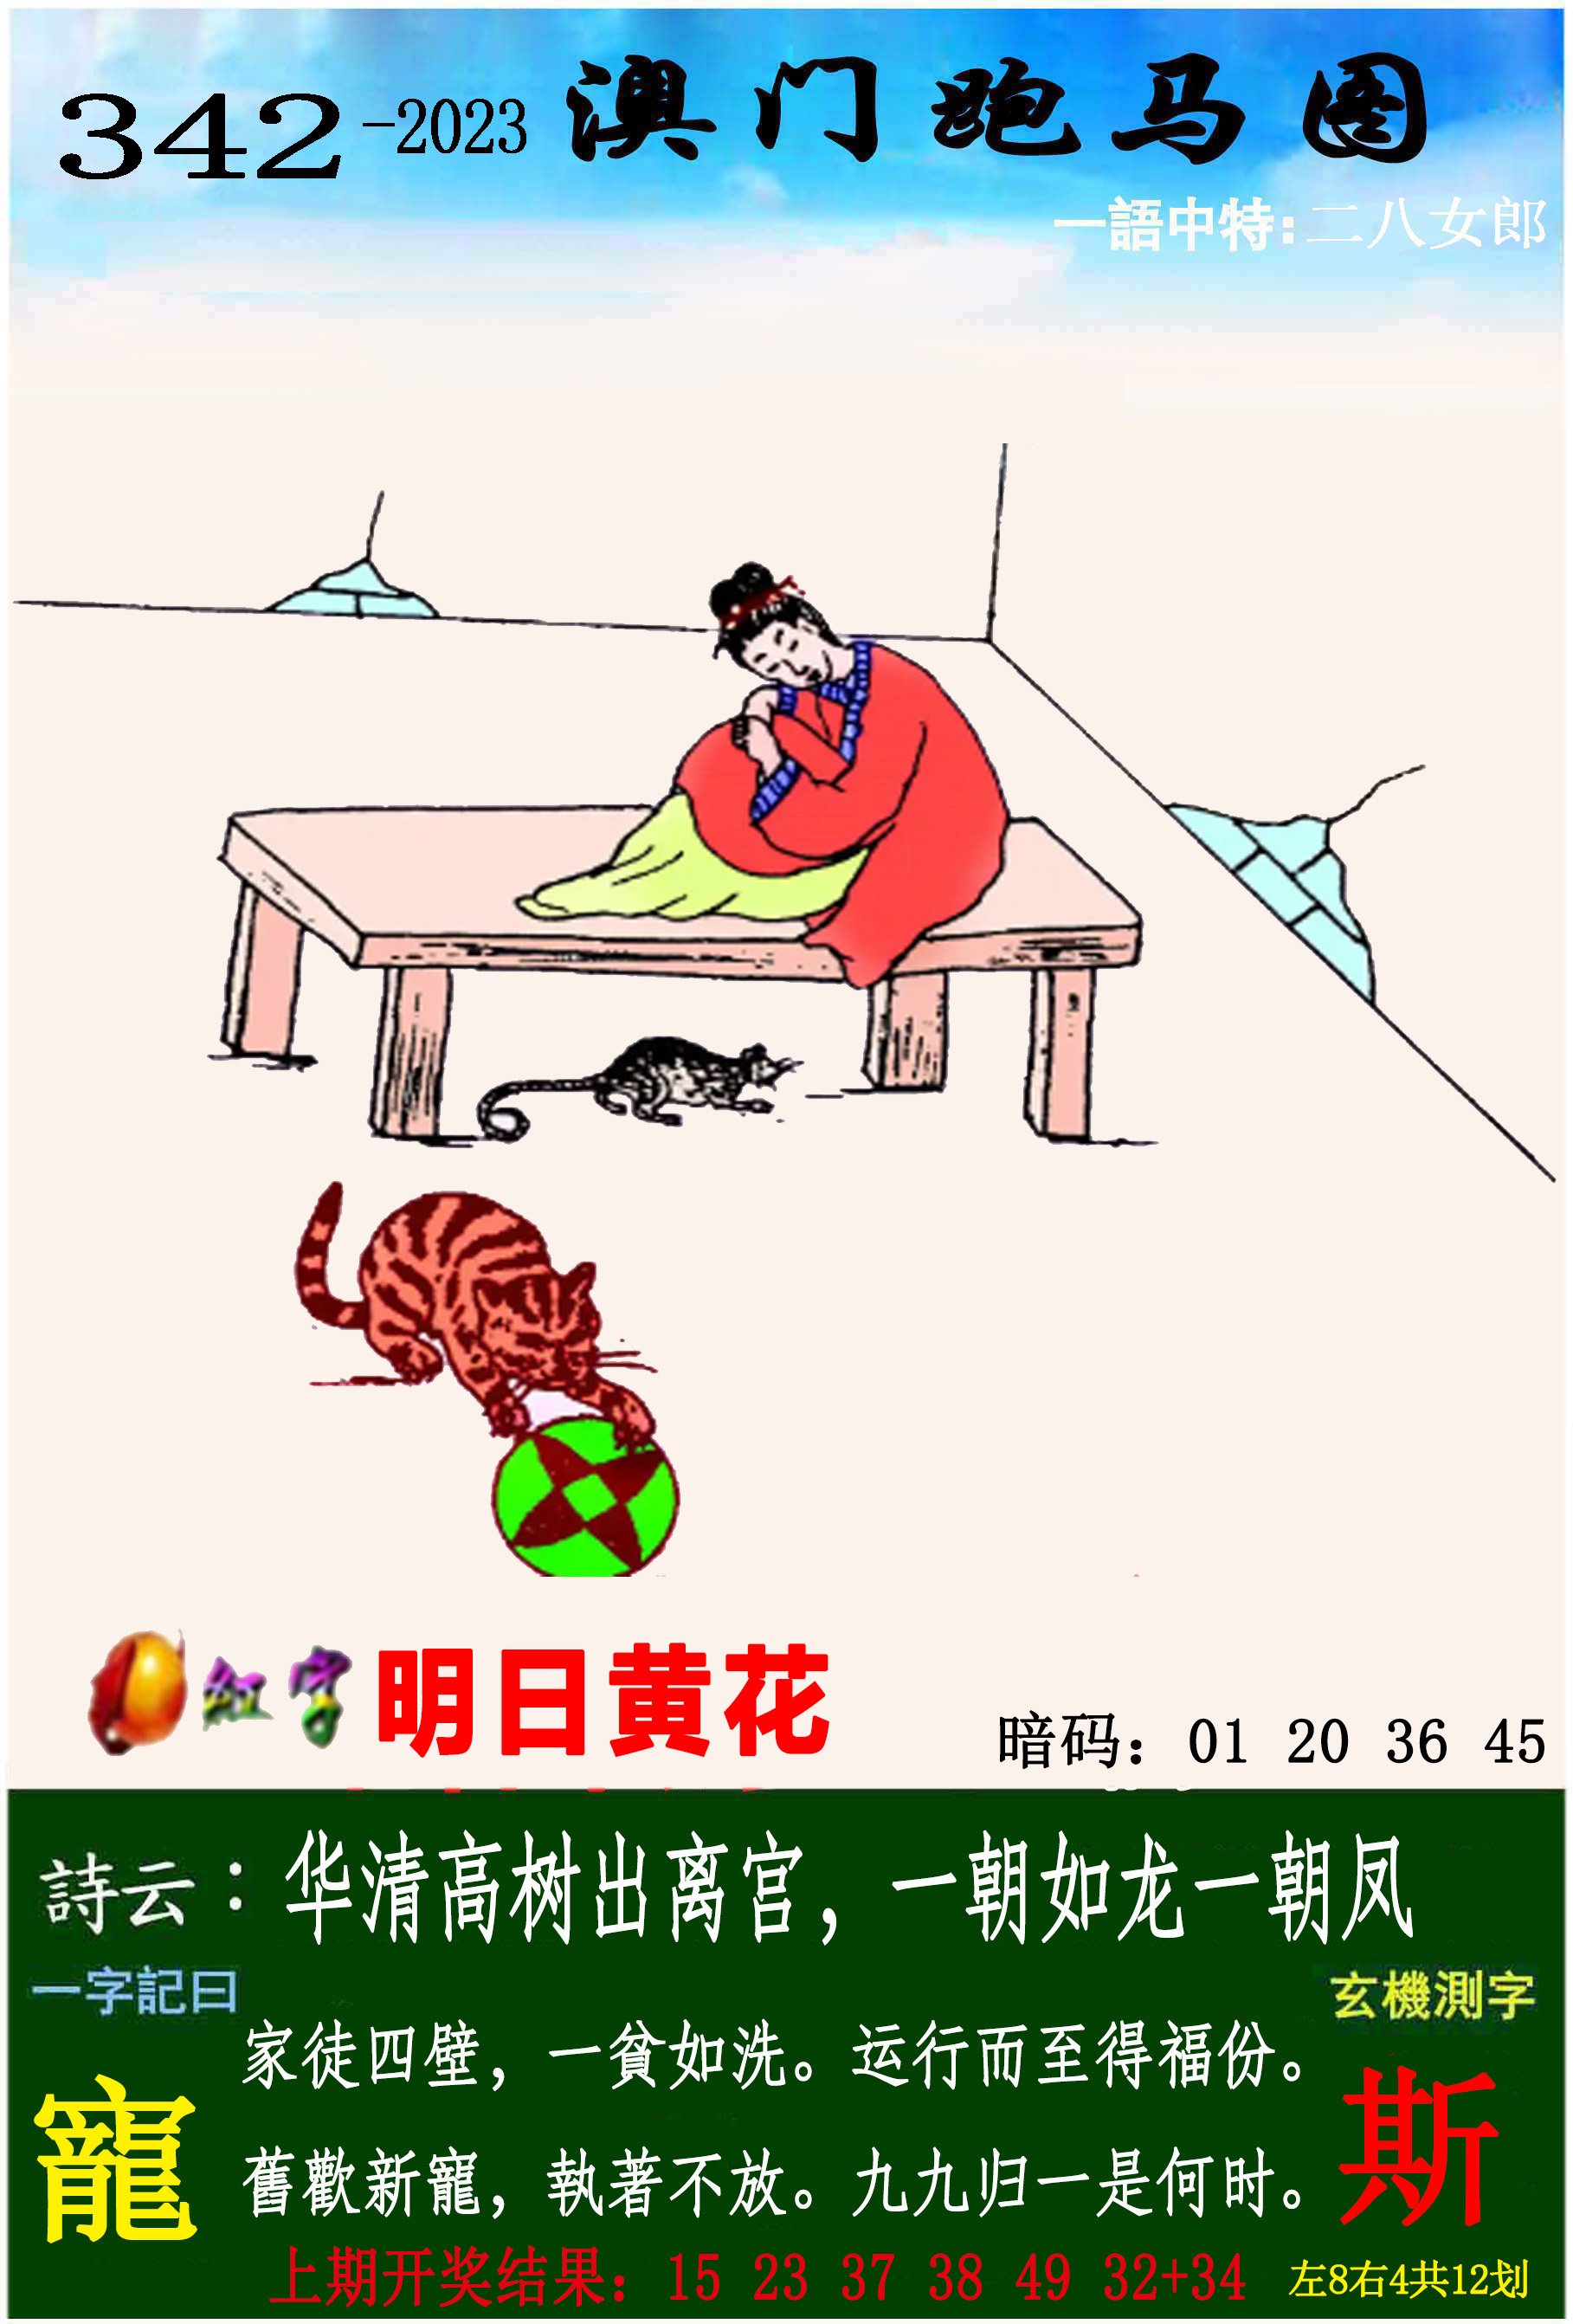 342-2023 澳门跑马图
一語中特:二八女郎
红字 明日黄花
暗码：01 20 36 45
詩云：华清高树出离宫，一朝如龙一朝凤
一字記曰
玄機測字
家徒四壁，一貧如洗。运行而至得福份。
寵
斯
舊歡新寵，執著不放。九九归一是何时。
上期开奖结果：15 23 37 38 49 32+34
左8右4共12划